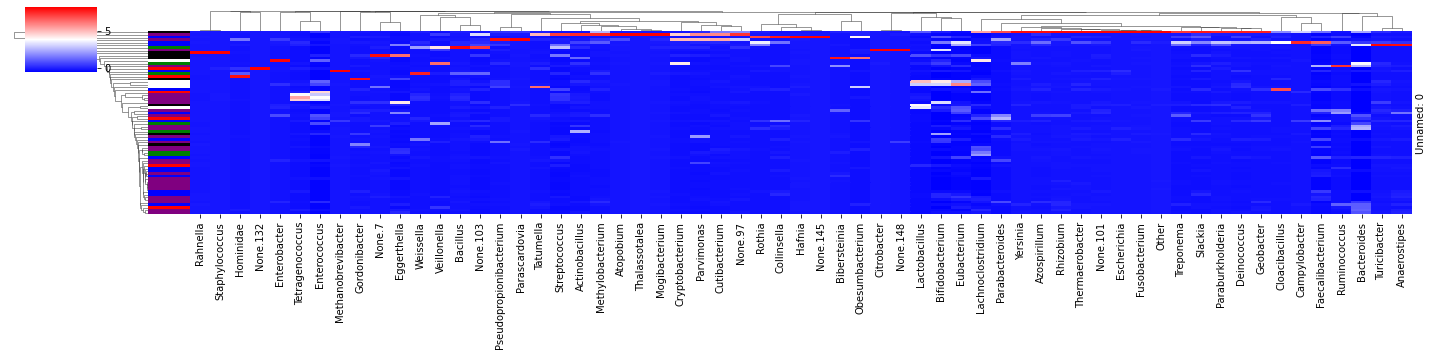 5
0
Unnamed: 0
Rahnella
Staphylococcus
Hominidae
None.132
Enterobacter
Tetragenococcus
Enterococcus
Methanobrevibacter
Gordonibacter
None.7
Eggerthella
Weissella
Veillonella
Bacillus
None.103
Pseudopropionibacterium
Parascardovia
Tatumella
Streptococcus
Actinobacillus
Methylobacterium
Atopobium
Thalassotalea
Mogibacterium
Cryptobacterium
Parvimonas
Cutibacterium
None.97
Rothia
Collinsella
Hafnia
None.145
Bibersteinia
Obesumbacterium
Citrobacter
None.148
Lactobacillus
Bifidobacterium
Eubacterium
Lachnoclostridium
Parabacteroides
Yersinia
Azospirillum
Rhizobium
Thermaerobacter
None.101
Escherichia
Fusobacterium
Other
Treponema
Slackia
Paraburkholderia
Deinococcus
Geobacter
Cloacibacillus
Campylobacter
Faecalibacterium
Ruminococcus
Bacteroides
Turicibacter
Anaerostipes